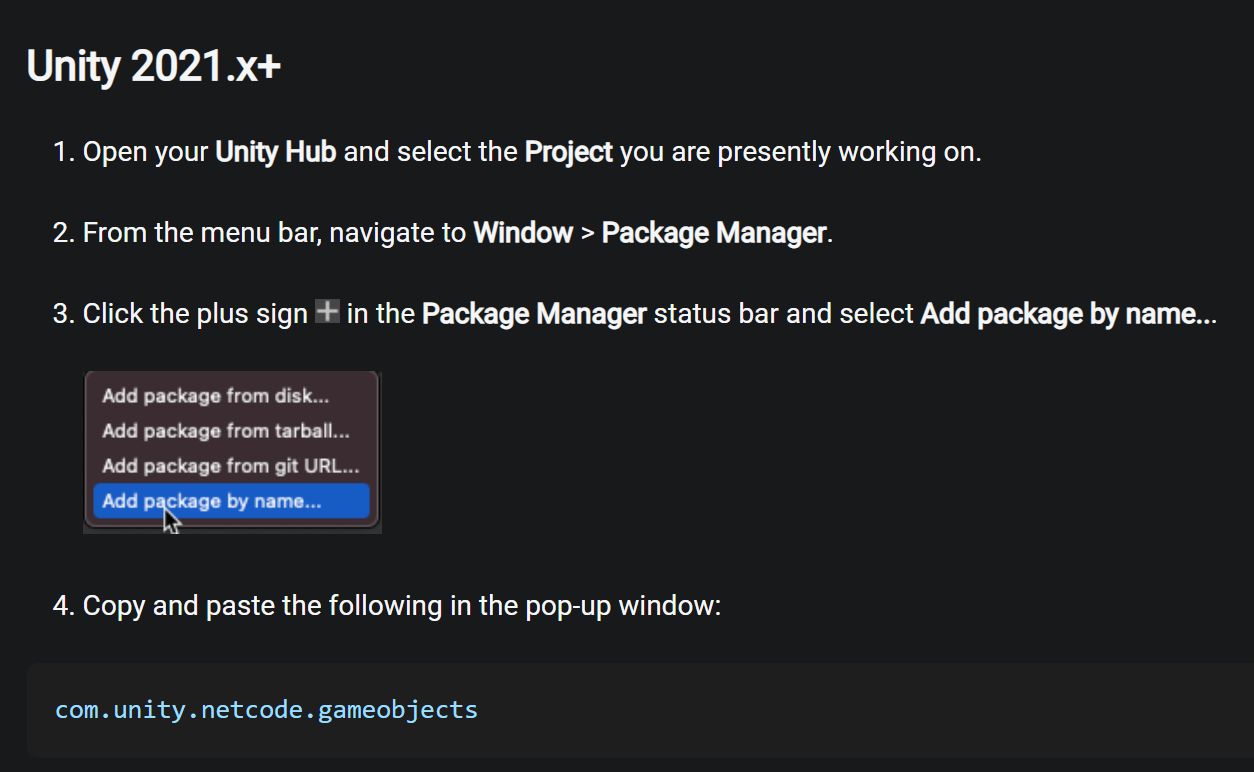 Unity 2021.x+
1. Open your Unity Hub and select the Project you are presently working on.
2. From the menu bar, navigate to Window > Package Manager.
3. Click the plus sign + in the Package Manager status bar and select Add package by name...
Add package from disk...
Add package from tarball...
Add package from git URL...
Add package by name...
4. Copy and paste the following in the pop-up window:
com.unity.netcode.gameobjects